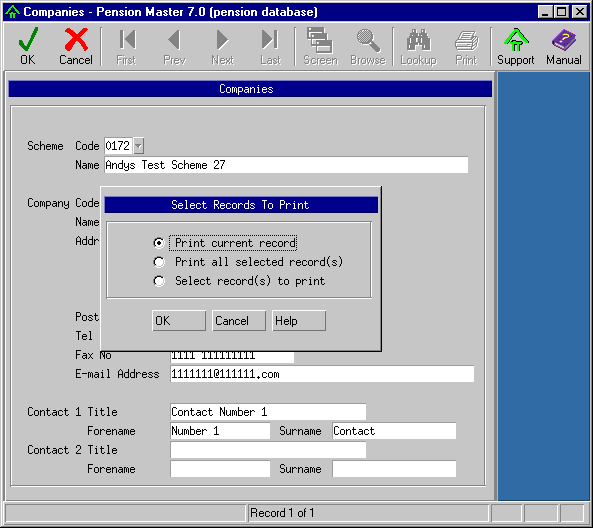 Companies - Pension Master 7.0 (pension database)
OK Cancel First Prev Next Last Screen Browse Lookup Print Support Manual
Companies
Scheme Code 0172
Name Andys Test Scheme 27
Company Code
Name
Addr
Select Records To Print
Print current record
Print all selected record(s)
Select record(s) to print
OK Cancel Help
Post
Tel
Fax No 1111 111111111
E-mail Address 1111111@111111.com
Contact 1 Title Contact Number 1
Forename Number 1 Surname Contact
Contact 2 Title
Forename Surname
Record 1 of 1